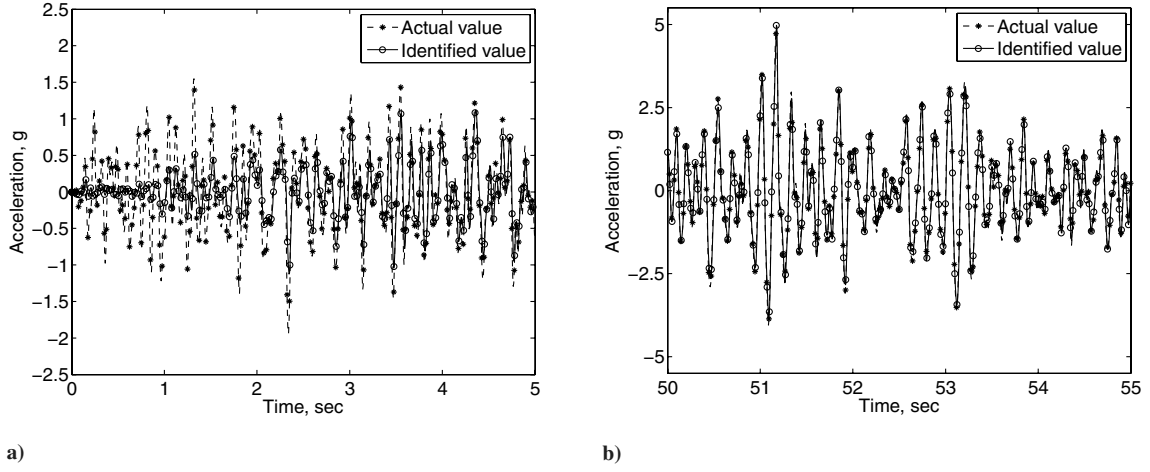 2.5
2
1.5
1
0.5
0
−0.5
−1
−1.5
−2
−2.5
Acceleration, g
Actual value
Identified value
0 1 2 3 4 5
Time, sec
a)
5
2.5
0
−2.5
−5
Acceleration, g
Actual value
Identified value
50 51 52 53 54 55
Time, sec
b)